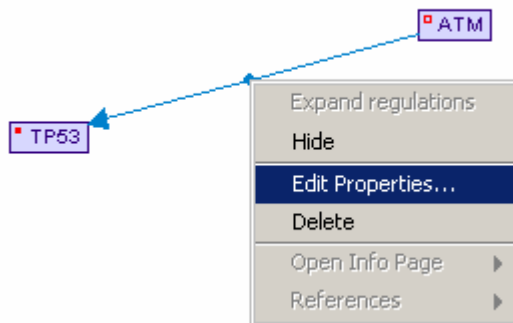 ATM
TP53
Expand regulations
Hide
Edit Properties...
Delete
Open Info Page
References